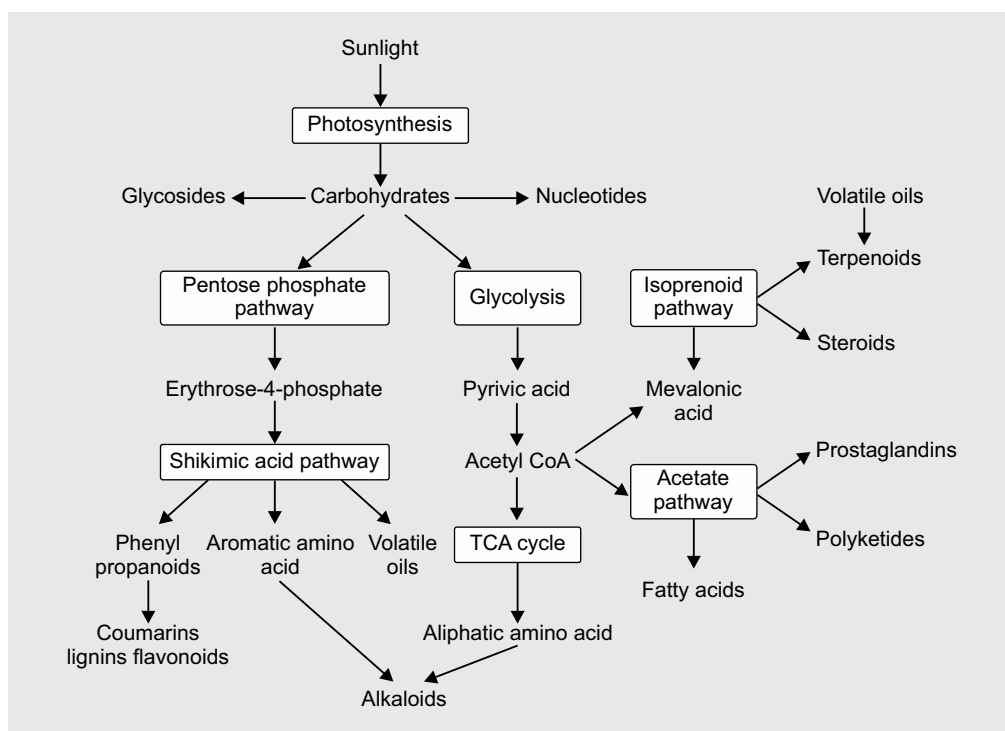 Sunlight
Photosynthesis
Glycosides
Carbohydrates
Nucleotides
Volatile oils
Terpenoids
Pentose phosphate
pathway
Glycolysis
Isoprenoid
pathway
Steroids
Erythrose-4-phosphate
Pyrivic acid
Mevalonic
acid
Shikimic acid pathway
Acetyl CoA
Acetate
pathway
Prostaglandins
Polyketides
Phenyl
propanoids
Aromatic amino
acid
Volatile
oils
TCA cycle
Fatty acids
Coumarins
lignins flavonoids
Aliphatic amino acid
Alkaloids